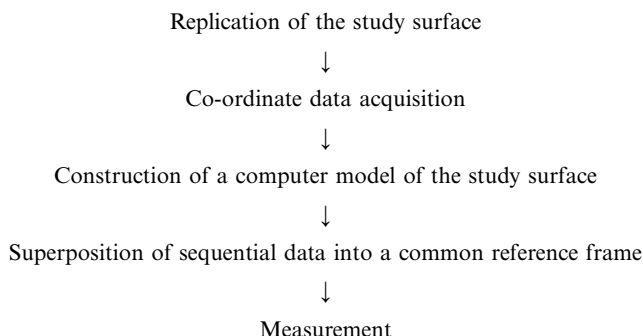 Replication of the study surface
↓
Co-ordinate data acquisition
↓
Construction of a computer model of the study surface
↓
Superposition of sequential data into a common reference frame
↓
Measurement